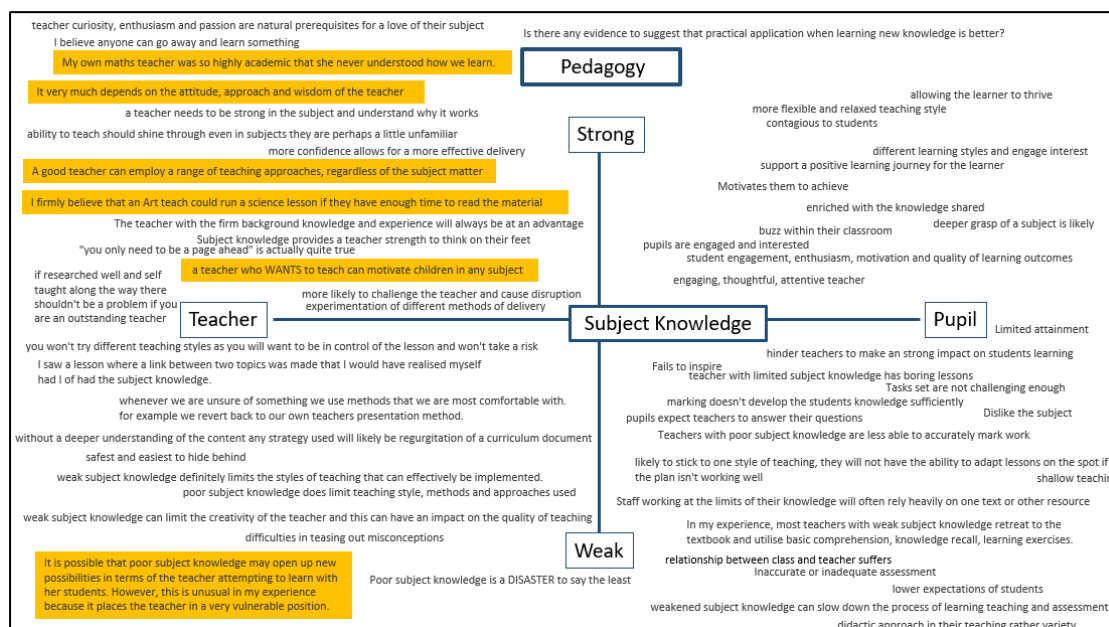 teacher curiosity, enthusiasm and passion are natural prerequisites for a love of their subject
I believe anyone can go away and learn something
My own maths teacher was so highly academic that she never understood how we learn.
It very much depends on the attitude, approach and wisdom of the teacher
a teacher needs to be strong in the subject and understand why it works
ability to teach should shine through even in subjects they are perhaps a little unfamiliar
more confidence allows for a more effective delivery
A good teacher can employ a range of teaching approaches, regardless of the subject matter
I firmly believe that an Art teach could run a science lesson if they have enough time to read the material
The teacher with the firm background knowledge and experience will always be at an advantage
Subject knowledge provides a teacher strength to think on their feet
"you only need to be a page ahead" is actually quite true
a teacher who WANTS to teach can motivate children in any subject
if researched well and self
taught along the way there
shouldn't be a problem if you
are an outstanding teacher
more likely to challenge the teacher and cause disruption
experimentation of different methods of delivery
Is there any evidence to suggest that practical application when learning new knowledge is better?
Pedagogy
Strong
allowing the learner to thrive
more flexible and relaxed teaching style
contagious to students
different learning styles and engage interest
support a positive learning journey for the learner
Motivates them to achieve
enriched with the knowledge shared
deeper grasp of a subject is likely
buzz within their classroom
pupils are engaged and interested
student engagement, enthusiasm, motivation and quality of learning outcomes
engaging, thoughtful, attentive teacher
Teacher
Subject Knowledge
Pupil
you won't try different teaching styles as you will want to be in control of the lesson and won't take a risk
I saw a lesson where a link between two topics was made that I would have realised myself
had I of had the subject knowledge.
whenever we are unsure of something we use methods that we are most comfortable with.
for example we revert back to our own teachers presentation method.
without a deeper understanding of the content any strategy used will likely be regurgitation of a curriculum document
safest and easiest to hide behind
weak subject knowledge definitely limits the styles of teaching that can effectively be implemented.
poor subject knowledge does limit teaching style, methods and approaches used
weak subject knowledge can limit the creativity of the teacher and this can have an impact on the quality of teaching
difficulties in teasing out misconceptions
It is possible that poor subject knowledge may open up new
possibilities in terms of the teacher attempting to learn with
her students. However, this is unusual in my experience
because it places the teacher in a very vulnerable position.
Weak
Poor subject knowledge is a DISASTER to say the least
Limited attainment
hinder teachers to make an strong impact on students learning
Fails to inspire
teacher with limited subject knowledge has boring lessons
Tasks set are not challenging enough
marking doesn't develop the students knowledge sufficiently
Dislike the subject
pupils expect teachers to answer their questions
Teachers with poor subject knowledge are less able to accurately mark work
likely to stick to one style of teaching, they will not have the ability to adapt lessons on the spot if
the plan isn't working well
shallow teachin
Staff working at the limits of their knowledge will often rely heavily on one text or other resource
In my experience, most teachers with weak subject knowledge retreat to the
textbook and utilise basic comprehension, knowledge recall, learning exercises.
relationship between class and teacher suffers
Inaccurate or inadequate assessment
lower expectations of students
weakened subject knowledge can slow down the process of learning teaching and assessment
didactic approach in their teaching rather variety